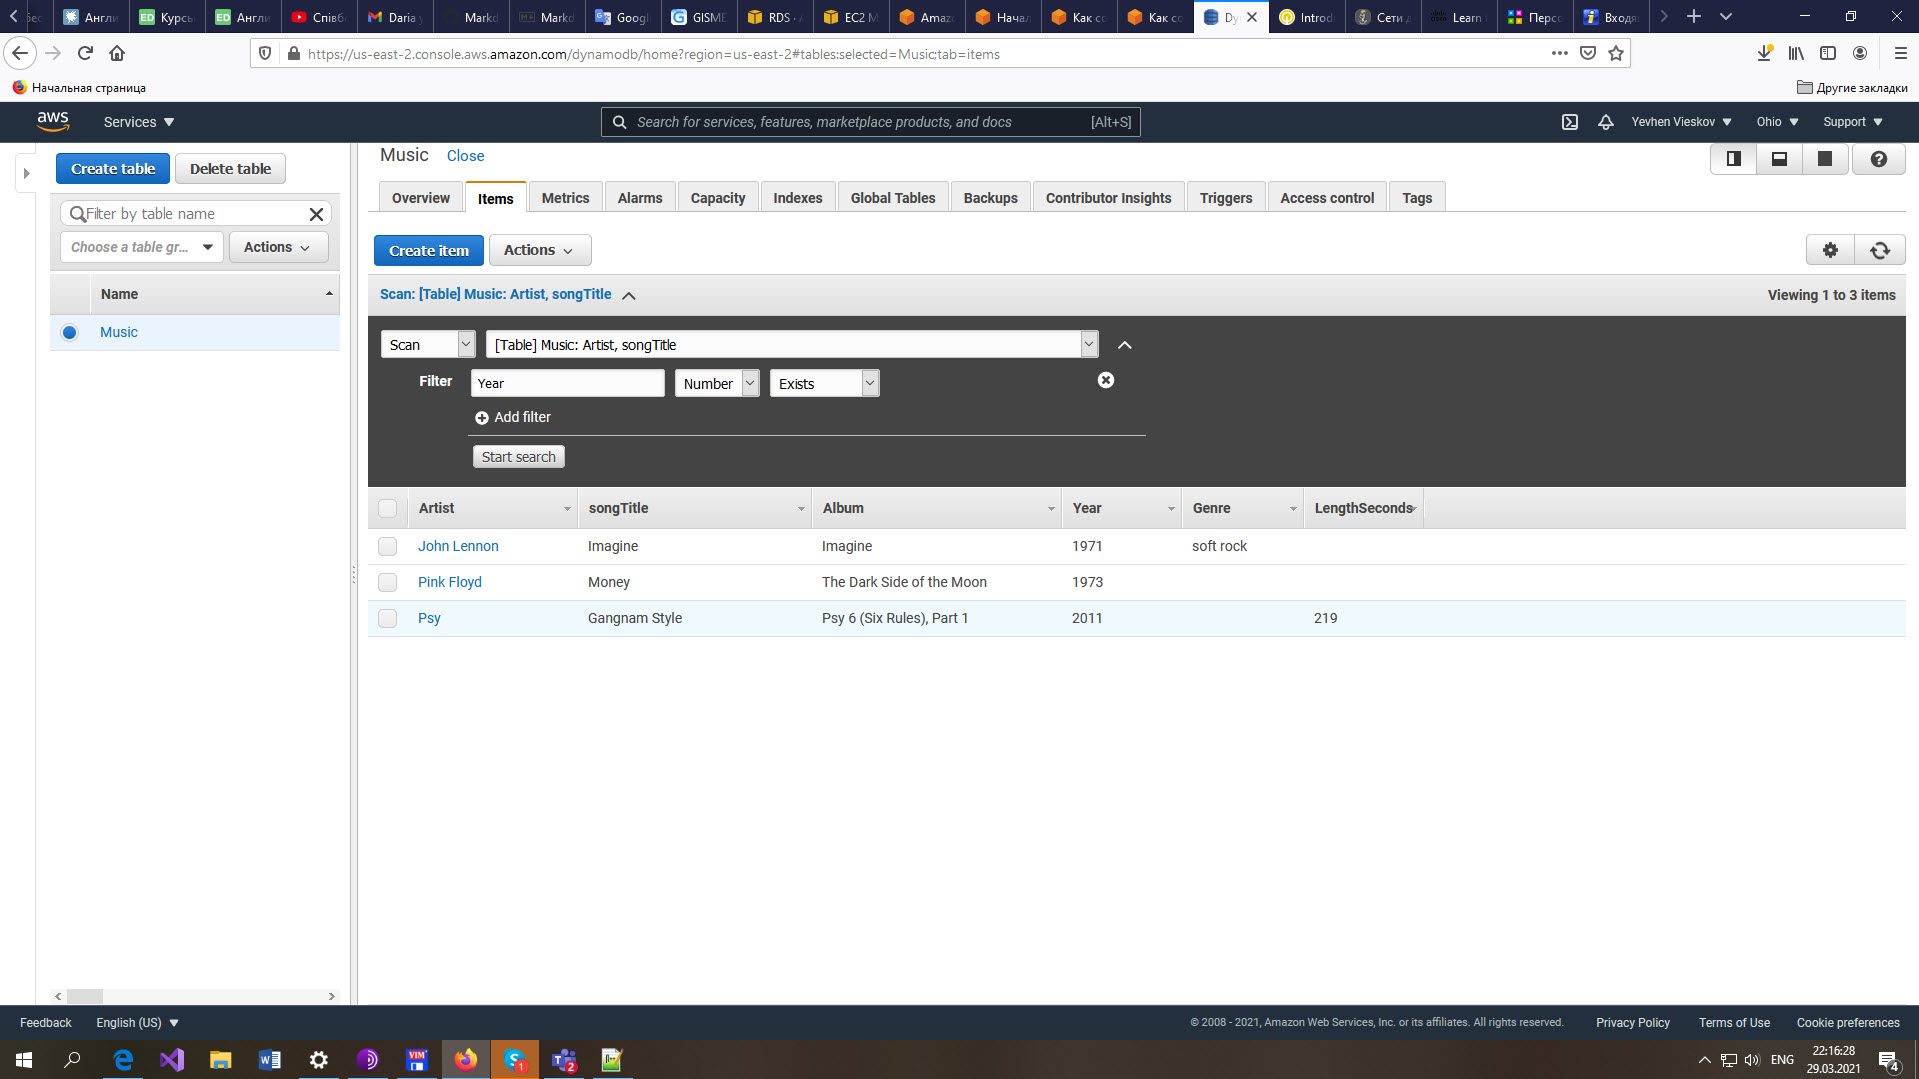 Англи
Курсы
Англи
Співбе
Daria y
Markd
Markd
Google
GISME
RDS · A
EC2 M
Amazo
Начал
Как со
Как со
Dy
Introd
Сети д
Learn
Персо
Входя
https://us-east-2.console.aws.amazon.com/dynamodb/home?region=us-east-2#tables:selected=Music;tab=items
Начальная страница
Другие закладки
aws
Services
Search for services, features, marketplace products, and docs
[Alt+S]
Yevhen Vieskov
Ohio
Support
Create table
Delete table
Filter by table name
Choose a table gr...
Actions
Name
Music
Music
Close
Overview
Items
Metrics
Alarms
Capacity
Indexes
Global Tables
Backups
Contributor Insights
Triggers
Access control
Tags
Create item
Actions
Scan: [Table] Music: Artist, songTitle
Viewing 1 to 3 items
Scan
[Table] Music: Artist, songTitle
Filter
Year
Number
Exists
Add filter
Start search
Artist songTitle Album Year Genre LengthSeconds
John Lennon Imagine Imagine 1971 soft rock
Pink Floyd Money The Dark Side of the Moon 1973
Psy Gangnam Style Psy 6 (Six Rules), Part 1 2011 219
Feedback
English (US)
© 2008 - 2021, Amazon Web Services, Inc. or its affiliates. All rights reserved.
Privacy Policy
Terms of Use
Cookie preferences
VIM
1
2
ENG
22:16:28
29.03.2021
4